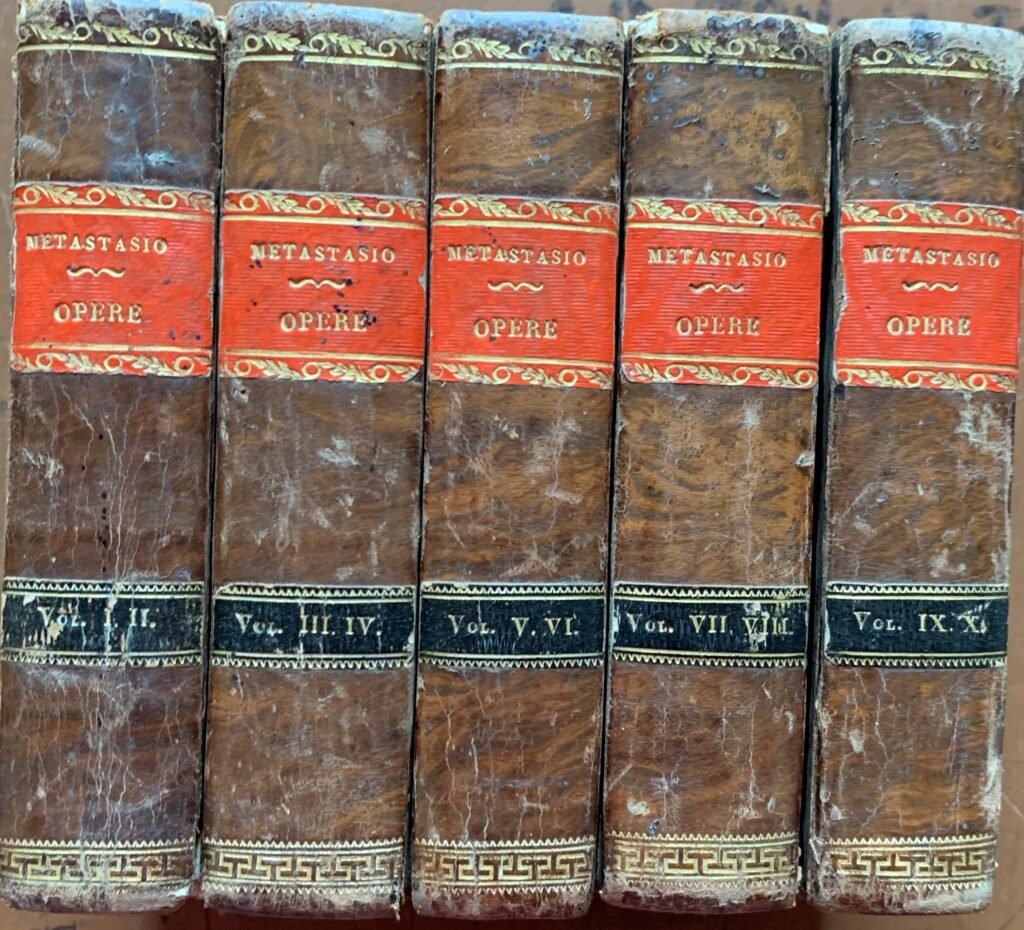 METASTASIO
OPERE
VOL. I. II.
METASTASIO
OPERE
VOL. III. IV.
METASTASIO
OPERE
VOL. V. VI.
METASTASIO
OPERE
VOL. VII. VIII.
METASTASIO
OPERE
VOL. IX. X.